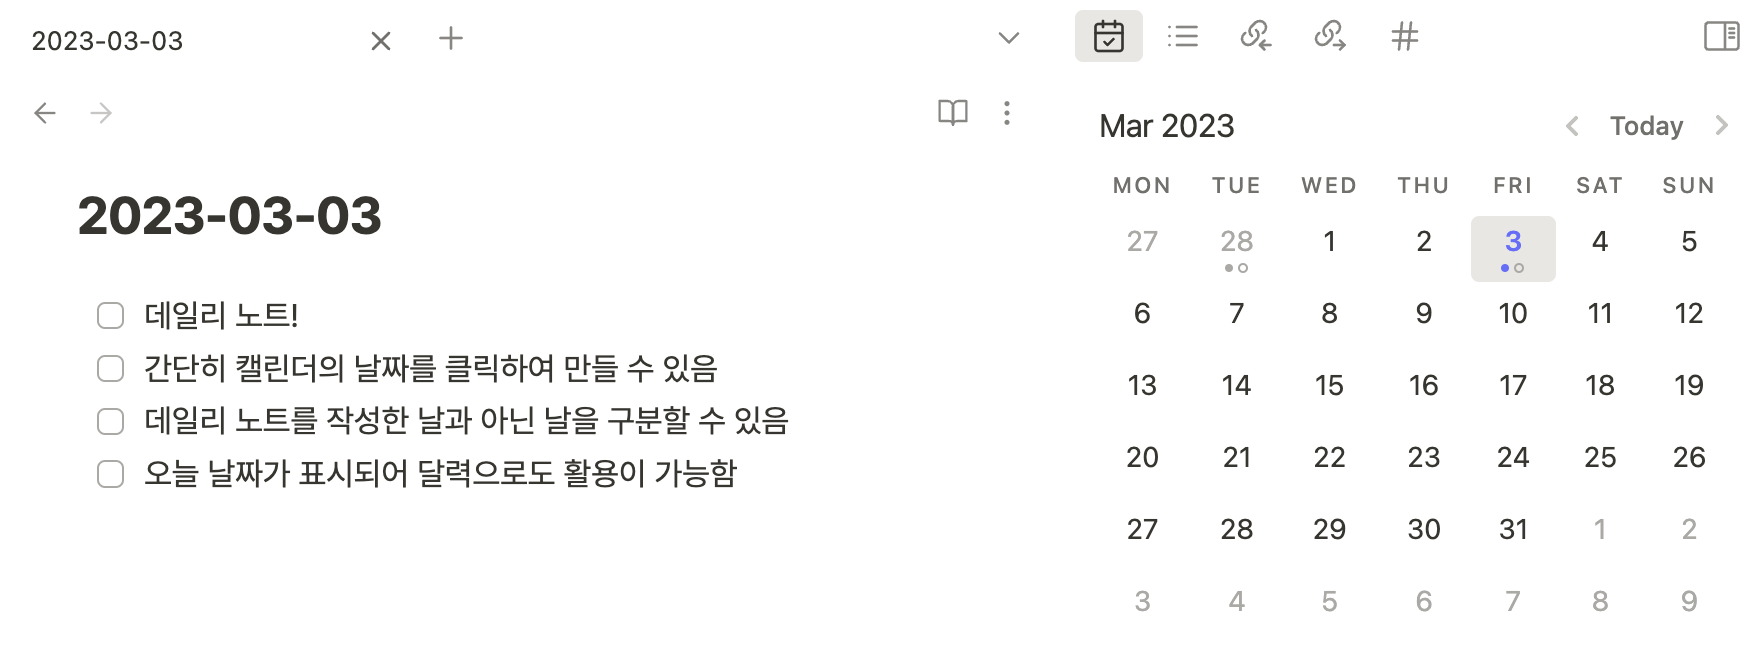 2023-03-03
2023-03-03
데일리 노트!
간단히 캘린더의 날짜를 클릭하여 만들 수 있음
데일리 노트를 작성한 날과 아닌 날을 구분할 수 있음
오늘 날짜가 표시되어 달력으로도 활용이 가능함
Mar 2023 Today
MON TUE WED THU FRI SAT SUN
27 28 1 2 3 4 5
6 7 8 9 10 11 12
13 14 15 16 17 18 19
20 21 22 23 24 25 26
27 28 29 30 31 1 2
3 4 5 6 7 8 9